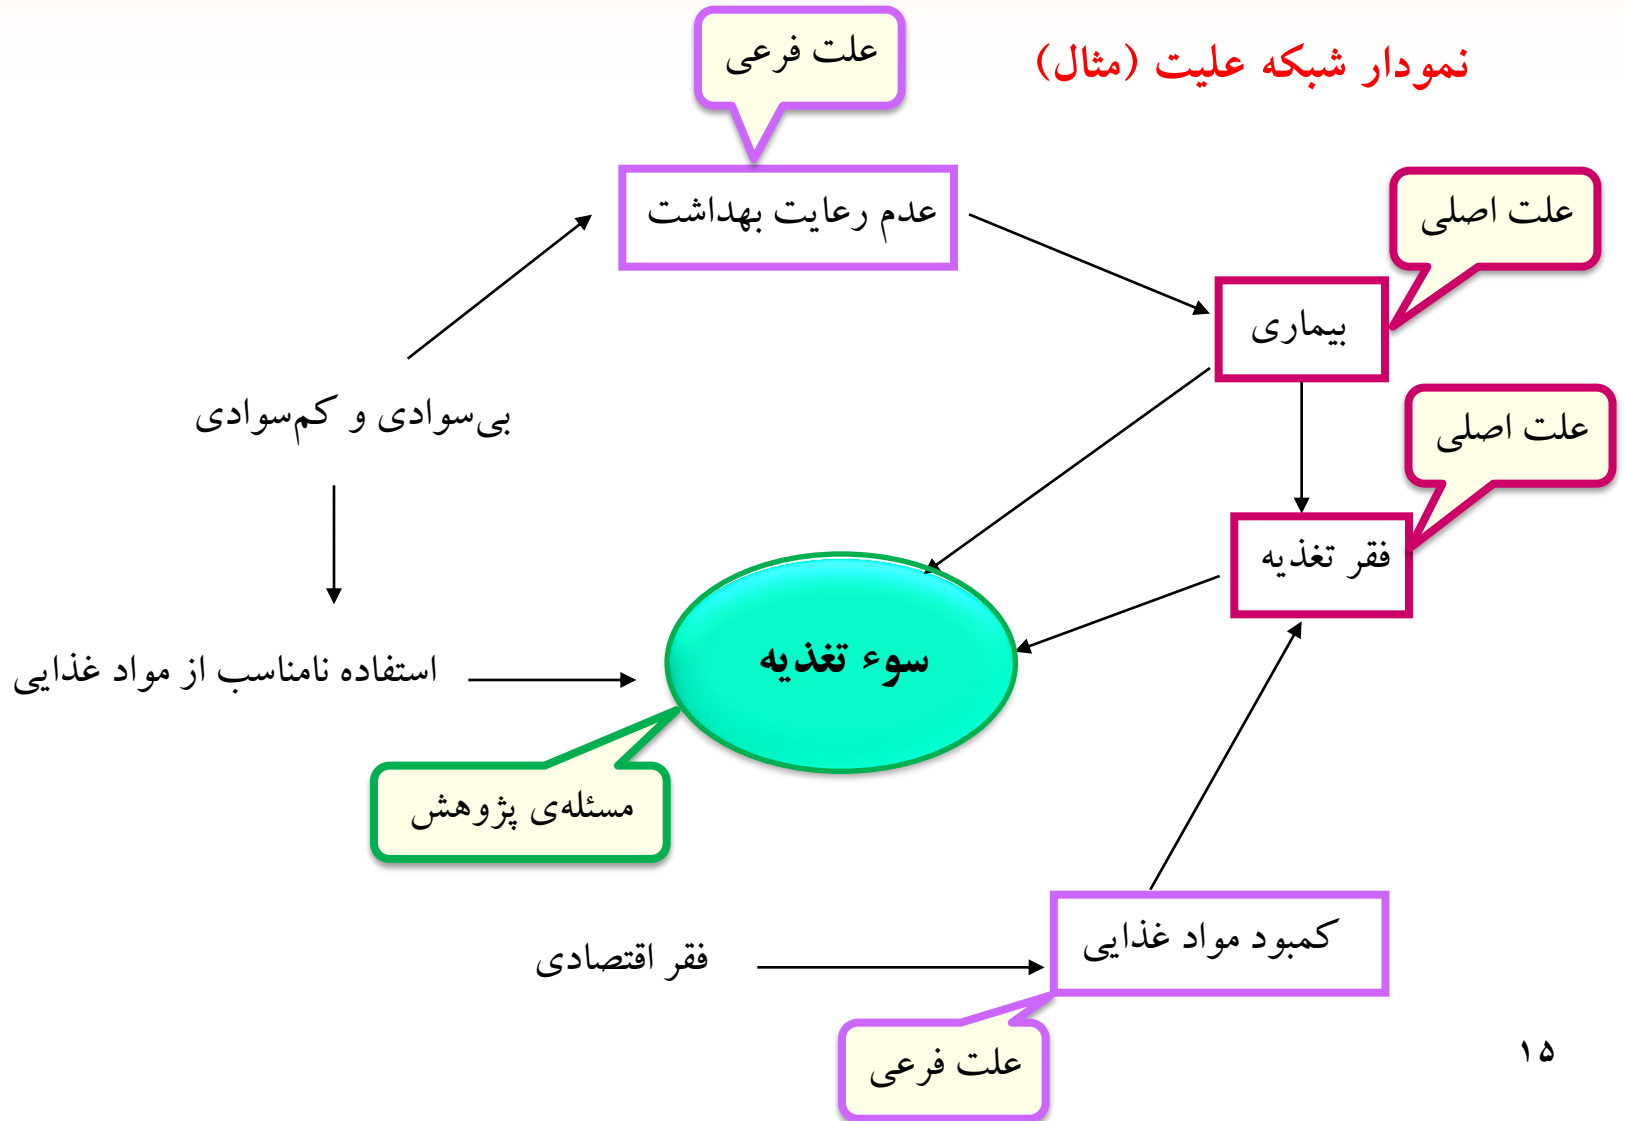 نمودار شبکه علیت (مثال)
علت فرعی
عدم رعایت بهداشت
علت اصلی
بیماری
علت اصلی
بی‌سوادی و کم‌سوادی
فقر تغذیه
سوء تغذیه
استفاده نامناسب از مواد غذایی
مسئله‌ی پژوهش
کمبود مواد غذایی
فقر اقتصادی
علت فرعی
۱۵